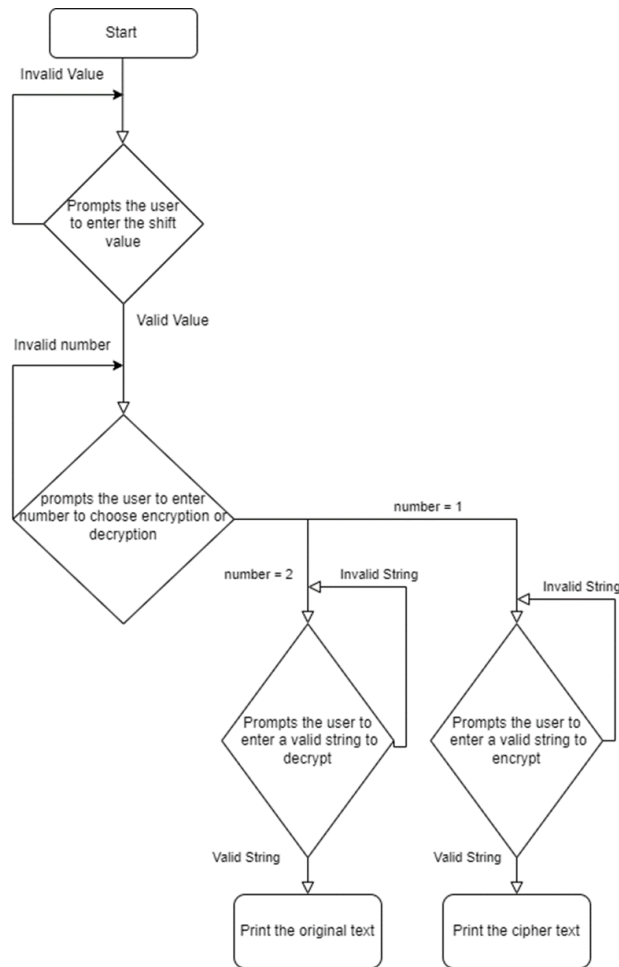 Start
Invalid Value
Prompts the user
to enter the shift
value
Valid Value
Invalid number
prompts the user to enter
number to choose encryption or
decryption
number = 1
number = 2
Invalid String
Invalid String
Prompts the user to
enter a valid string to
decrypt
Prompts the user to
enter a valid string to
encrypt
Valid String
Valid String
Print the original text
Print the cipher text